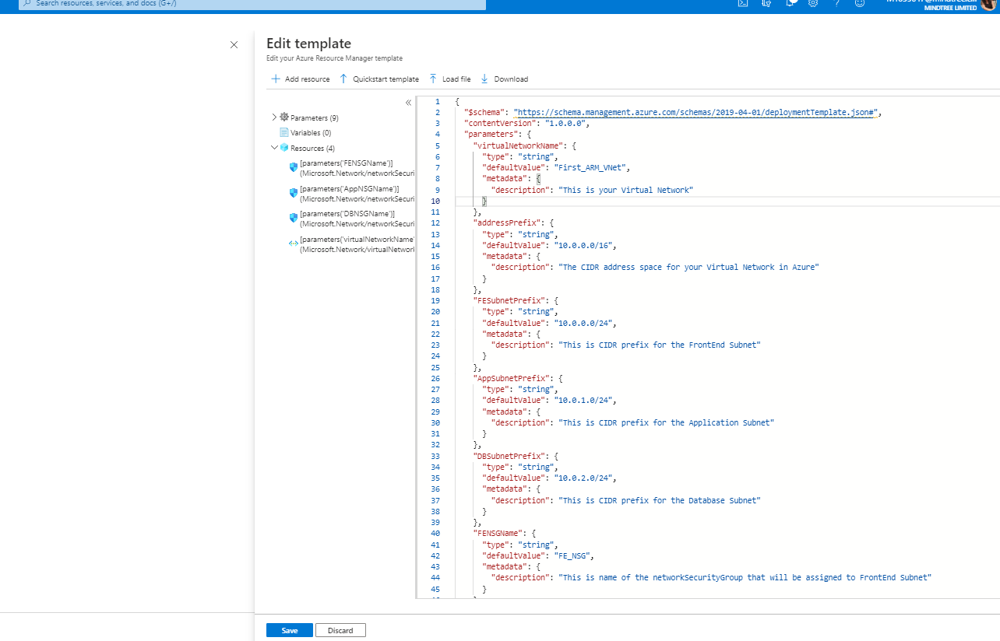 Search resources, services, and docs (G+/)
MINDTREE LIMITED
Edit template
Edit your Azure Resource Manager template
Add resource
Quickstart template
Load file
Download
«
Parameters (9)
Variables (0)
Resources (4)
[parameters('FENSGName')]
(Microsoft.Network/networkSecuri
[parameters('AppNSGName')]
(Microsoft.Network/networkSecuri
[parameters('DBNSGName')]
(Microsoft.Network/networkSecuri
[parameters('virtualNetworkName'
(Microsoft.Network/virtualNetwork
1 {
2 "$schema": "https://schema.management.azure.com/schemas/2019-04-01/deploymentTemplate.json#",
3 "contentVersion": "1.0.0.0",
4 "parameters": {
5 "virtualNetworkName": {
6 "type": "string",
7 "defaultValue": "First_ARM_VNet",
8 "metadata": {
9 "description": "This is your Virtual Network"
10 }
11 },
12 "addressPrefix": {
13 "type": "string",
14 "defaultValue": "10.0.0.0/16",
15 "metadata": {
16 "description": "The CIDR address space for your Virtual Network in Azure"
17 }
18 },
19 "FESubnetPrefix": {
20 "type": "string",
21 "defaultValue": "10.0.0.0/24",
22 "metadata": {
23 "description": "This is CIDR prefix for the FrontEnd Subnet"
24 }
25 },
26 "AppSubnetPrefix": {
27 "type": "string",
28 "defaultValue": "10.0.1.0/24",
29 "metadata": {
30 "description": "This is CIDR prefix for the Application Subnet"
31 }
32 },
33 "DBSubnetPrefix": {
34 "type": "string",
35 "defaultValue": "10.0.2.0/24",
36 "metadata": {
37 "description": "This is CIDR prefix for the Database Subnet"
38 }
39 },
40 "FENSGName": {
41 "type": "string",
42 "defaultValue": "FE_NSG",
43 "metadata": {
44 "description": "This is name of the networkSecurityGroup that will be assigned to FrontEnd Subnet"
45 }
Save
Discard